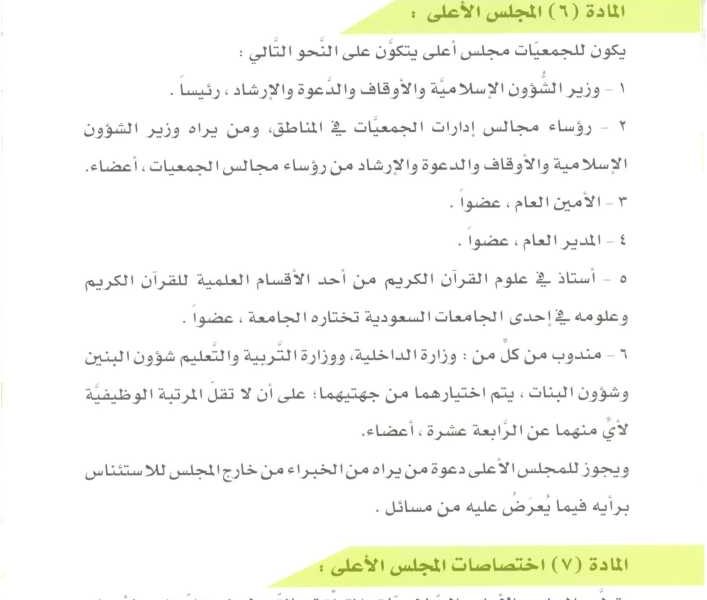 المادة (٦) المجلس الأعلى :
يكون للجمعيَّات مجلس أعلى يتكوَّن على النَّحو التَّالي :
١ - وزير الشُّؤون الإسلاميَّة والأوقاف والدَّعوة والإرشاد ، رئيساً .
٢ - رؤساء مجالس إدارات الجمعيَّات في المناطق، ومن يراه وزير الشؤون
الإسلامية والأوقاف والدعوة والإرشاد من رؤساء مجالس الجمعيات ، أعضاء.
٣ - الأمين العام ، عضواً .
٤ - المدير العام ، عضواً .
٥ - أستاذ في علوم القرآن الكريم من أحد الأقسام العلمية للقرآن الكريم
وعلومه في إحدى الجامعات السعودية تختاره الجامعة ، عضواً .
٦ - مندوب من كلٍّ من : وزارة الداخلية، ووزارة التَّربية والتَّعليم شؤون البنين
وشؤون البنات ، يتم اختيارهما من جهتيهما؛ على أن لا تقلّ المرتبة الوظيفيَّة
لأيٍّ منهما عن الرَّابعة عشرة ، أعضاء.
ويجوز للمجلس الأعلى دعوة من يراه من الخبراء من خارج المجلس للاستئناس
برأيه فيما يُعرَضُ عليه من مسائل .
المادة (٧) اختصاصات المجلس الأعلى :